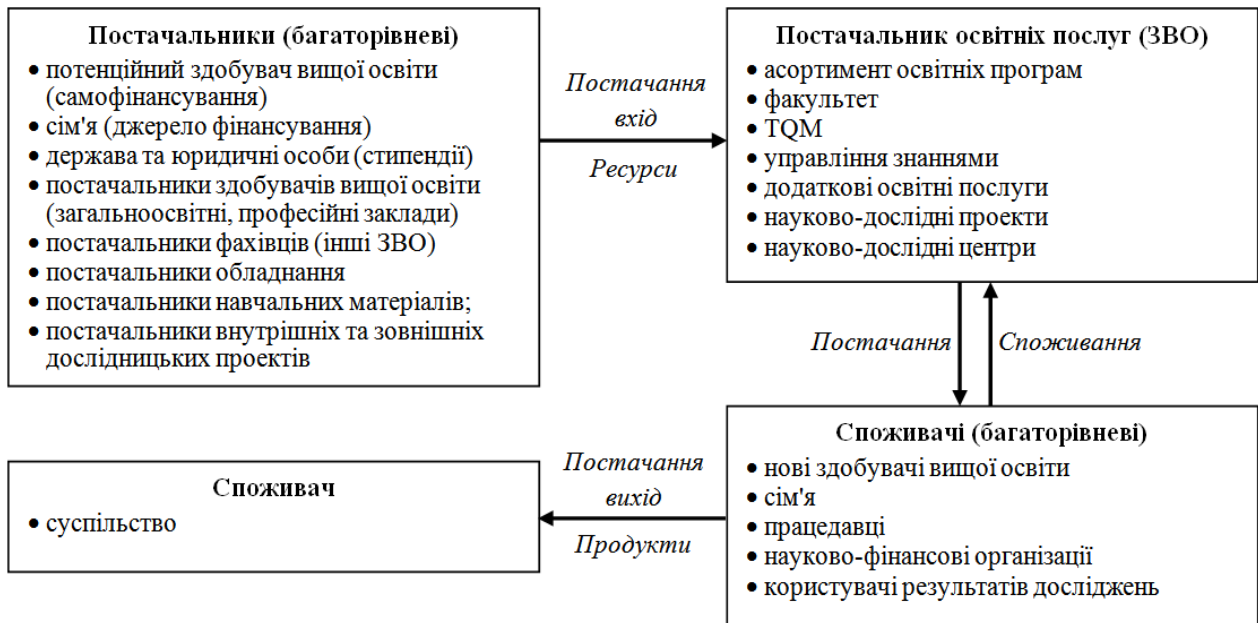 Постачальники (багаторівневі)
• потенційний здобувач вищої освіти
(самофінансування)
• сім'я (джерело фінансування)
• держава та юридичні особи (стипендії)
• постачальники здобувачів вищої освіти
(загальноосвітні, професійні заклади)
• постачальники фахівців (інші ЗВО)
• постачальники обладнання
• постачальники навчальних матеріалів;
• постачальники внутрішніх та зовнішніх
дослідницьких проектів
Постачання
вхід
Ресурси
Постачальник освітніх послуг (ЗВО)
• асортимент освітніх програм
• факультет
• TQM
• управління знаннями
• додаткові освітні послуги
• науково-дослідні проекти
• науково-дослідні центри
Постачання
Споживання
Споживачі (багаторівневі)
• нові здобувачі вищої освіти
• сім'я
• працедавці
• науково-фінансові організації
• користувачі результатів досліджень
Постачання
вихід
Продукти
Споживач
• суспільство